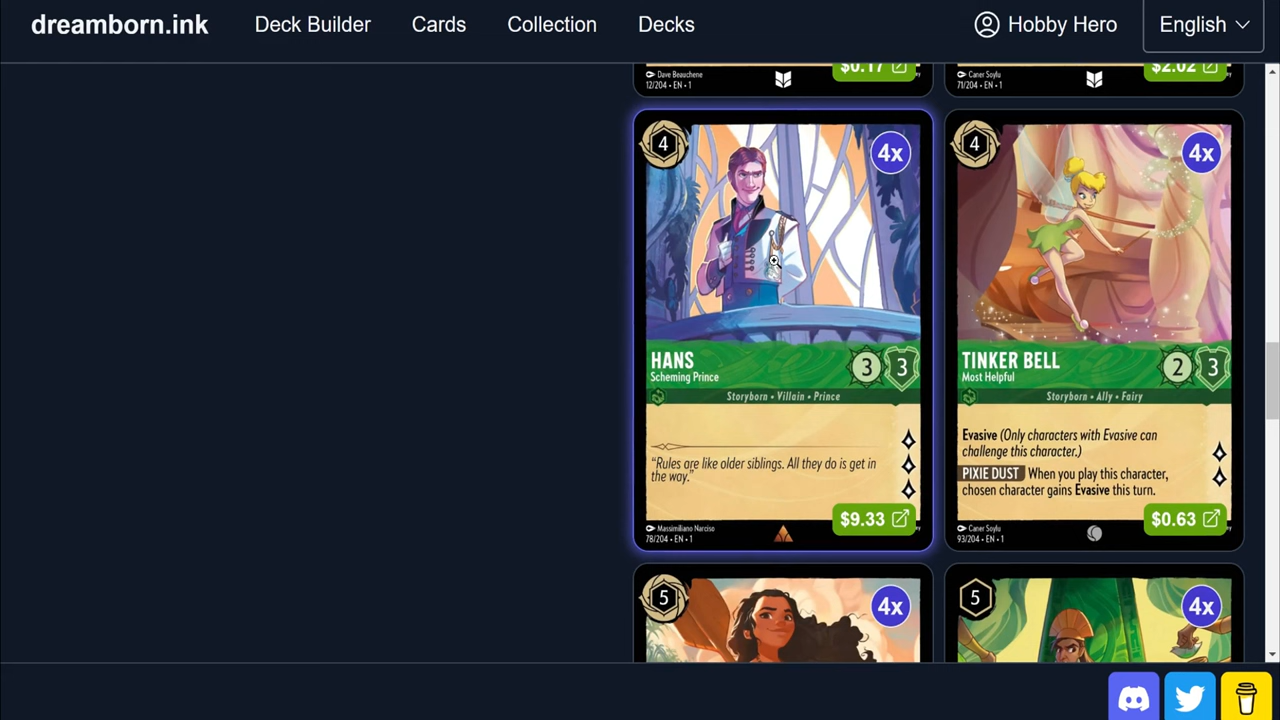 dreamborn.ink
Deck Builder
Cards
Collection
Decks
Hobby Hero
English
Dave Beauchene
12/204 • EN • 1
$0.17
Caner Soylu
71/204 • EN • 1
$2.02
4
4x
HANS
Scheming Prince
3
3
Storyborn • Villain • Prince
“Rules are like older siblings. All they do is get in
the way.”
Massimiliano Narciso
78/204 • EN • 1
$9.33
4
4x
TINKER BELL
Most Helpful
2
3
Storyborn • Ally • Fairy
Evasive (Only characters with Evasive can
challenge this character.)
PIXIE DUST When you play this character,
chosen character gains Evasive this turn.
Caner Soylu
93/204 • EN • 1
$0.63
5
4x
5
4x